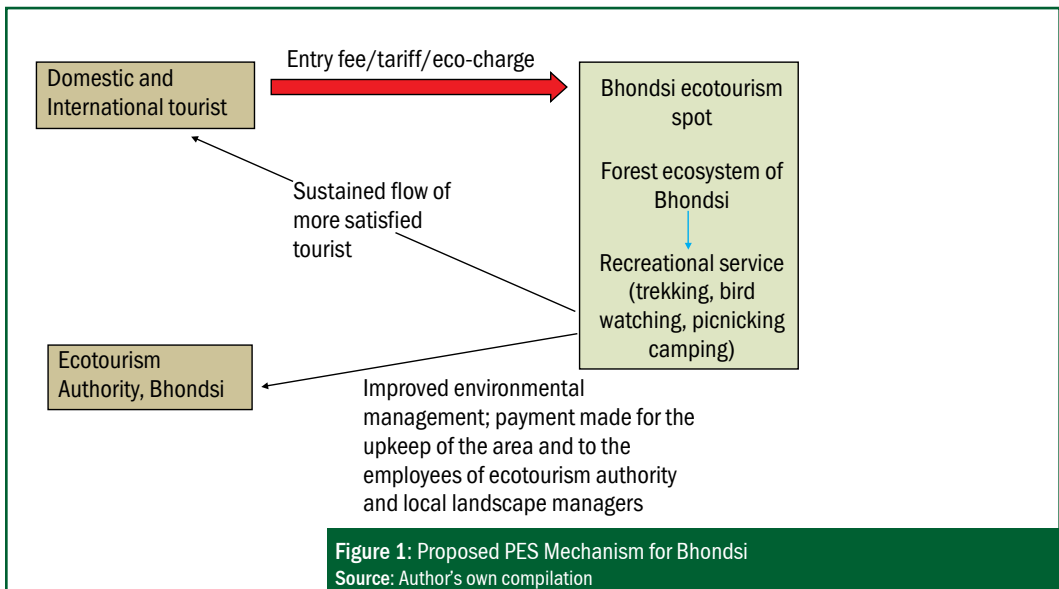 Entry fee/tariff/eco-charge
Domestic and
International tourist
Bhondsi ecotourism
spot
Forest ecosystem of
Bhondsi
Recreational service
(trekking, bird
watching, picnicking
camping)
Sustained flow of
more satisfied
tourist
Ecotourism
Authority, Bhondsi
Improved environmental
management; payment made for the
upkeep of the area and to the
employees of ecotourism authority
and local landscape managers
Figure 1: Proposed PES Mechanism for Bhondsi
Source: Author's own compilation